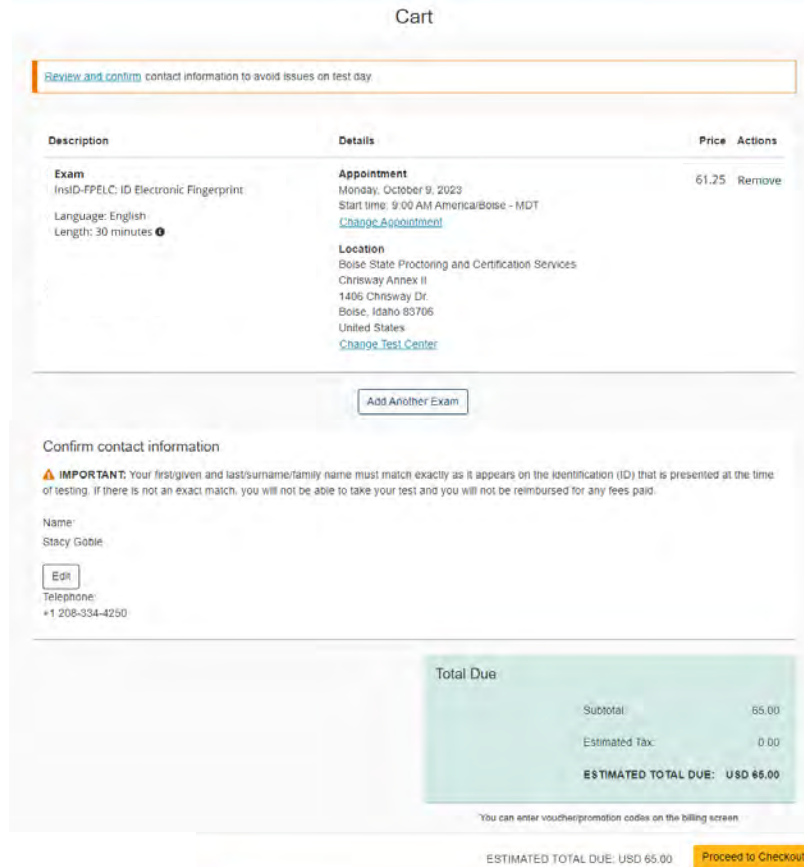 Cart
Review and confirm contact information to avoid issues on test day.
Description Details Price Actions
Exam
InsID-FPELC: ID Electronic Fingerprint
Language: English
Length: 30 minutes
Appointment
Monday, October 9, 2023
Start time: 9:00 AM America/Boise - MDT
Change Appointment
Location
Boise State Proctoring and Certification Services
Chrisway Annex II
1406 Chrisway Dr.
Boise, Idaho 83706
United States
Change Test Center
61.25 Remove
Add Another Exam
Confirm contact information
IMPORTANT: Your first/given and last/surname/family name must match exactly as it appears on the identification (ID) that is presented at the time
of testing. If there is not an exact match, you will not be able to take your test and you will not be reimbursed for any fees paid.
Name:
Stacy Goble
Edit
Telephone:
+1 208-334-4250
Total Due
Subtotal: 65.00
Estimated Tax: 0.00
ESTIMATED TOTAL DUE: USD 65.00
You can enter voucher/promotion codes on the billing screen
ESTIMATED TOTAL DUE: USD 65.00 Proceed to Checkout